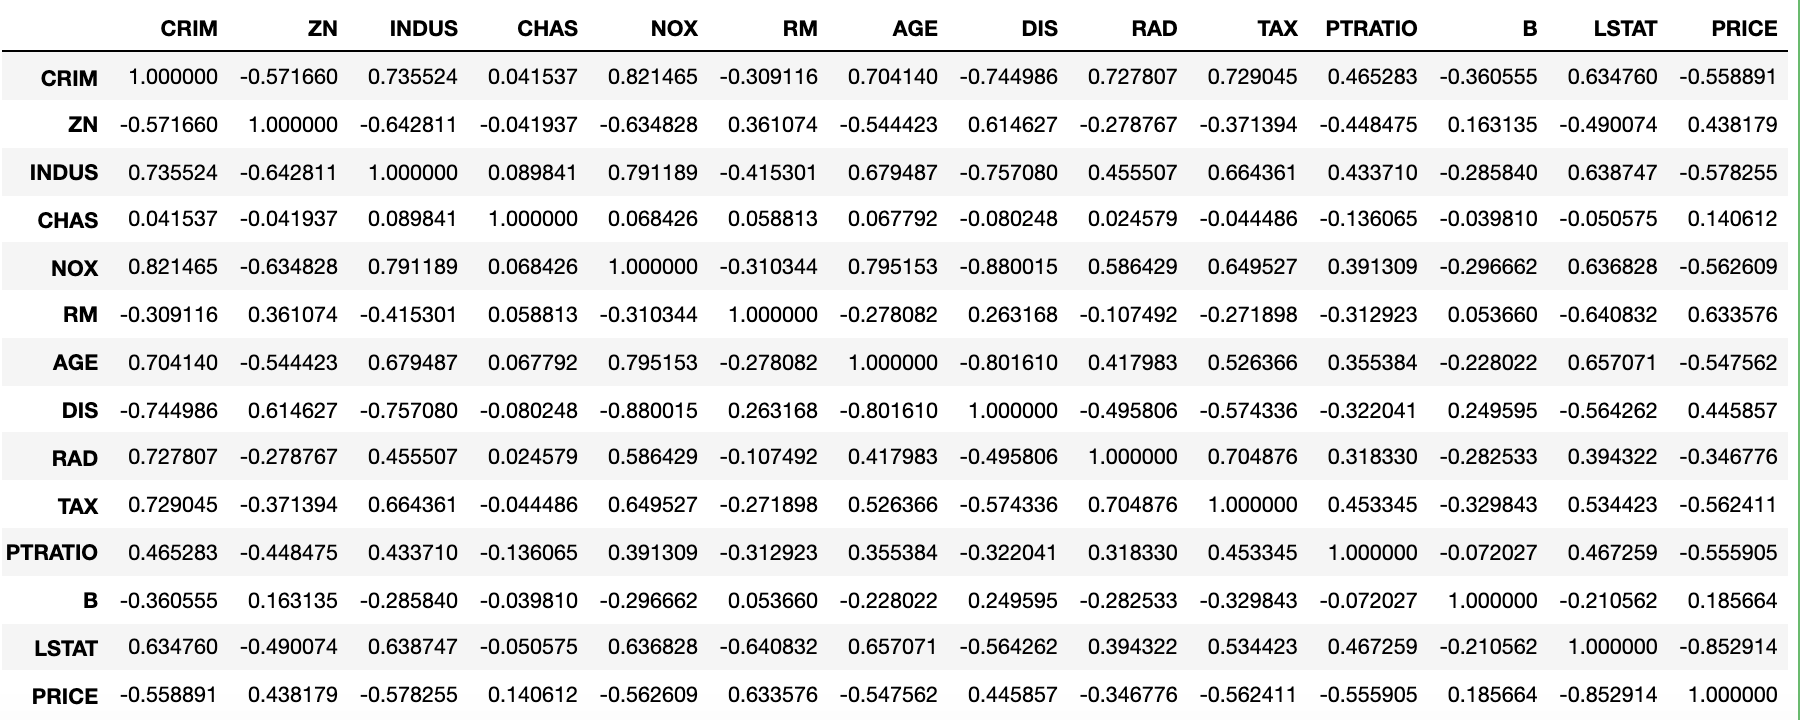 CRIM ZN INDUS CHAS NOX RM AGE DIS RAD TAX PTRATIO B LSTAT PRICE
CRIM 1.000000 -0.571660 0.735524 0.041537 0.821465 -0.309116 0.704140 -0.744986 0.727807 0.729045 0.465283 -0.360555 0.634760 -0.558891
ZN -0.571660 1.000000 -0.642811 -0.041937 -0.634828 0.361074 -0.544423 0.614627 -0.278767 -0.371394 -0.448475 0.163135 -0.490074 0.438179
INDUS 0.735524 -0.642811 1.000000 0.089841 0.791189 -0.415301 0.679487 -0.757080 0.455507 0.664361 0.433710 -0.285840 0.638747 -0.578255
CHAS 0.041537 -0.041937 0.089841 1.000000 0.068426 0.058813 0.067792 -0.080248 0.024579 -0.044486 -0.136065 -0.039810 -0.050575 0.140612
NOX 0.821465 -0.634828 0.791189 0.068426 1.000000 -0.310344 0.795153 -0.880015 0.586429 0.649527 0.391309 -0.296662 0.636828 -0.562609
RM -0.309116 0.361074 -0.415301 0.058813 -0.310344 1.000000 -0.278082 0.263168 -0.107492 -0.271898 -0.312923 0.053660 -0.640832 0.633576
AGE 0.704140 -0.544423 0.679487 0.067792 0.795153 -0.278082 1.000000 -0.801610 0.417983 0.526366 0.355384 -0.228022 0.657071 -0.547562
DIS -0.744986 0.614627 -0.757080 -0.080248 -0.880015 0.263168 -0.801610 1.000000 -0.495806 -0.574336 -0.322041 0.249595 -0.564262 0.445857
RAD 0.727807 -0.278767 0.455507 0.024579 0.586429 -0.107492 0.417983 -0.495806 1.000000 0.704876 0.318330 -0.282533 0.394322 -0.346776
TAX 0.729045 -0.371394 0.664361 -0.044486 0.649527 -0.271898 0.526366 -0.574336 0.704876 1.000000 0.453345 -0.329843 0.534423 -0.562411
PTRATIO 0.465283 -0.448475 0.433710 -0.136065 0.391309 -0.312923 0.355384 -0.322041 0.318330 0.453345 1.000000 -0.072027 0.467259 -0.555905
B -0.360555 0.163135 -0.285840 -0.039810 -0.296662 0.053660 -0.228022 0.249595 -0.282533 -0.329843 -0.072027 1.000000 -0.210562 0.185664
LSTAT 0.634760 -0.490074 0.638747 -0.050575 0.636828 -0.640832 0.657071 -0.564262 0.394322 0.534423 0.467259 -0.210562 1.000000 -0.852914
PRICE -0.558891 0.438179 -0.578255 0.140612 -0.562609 0.633576 -0.547562 0.445857 -0.346776 -0.562411 -0.555905 0.185664 -0.852914 1.000000